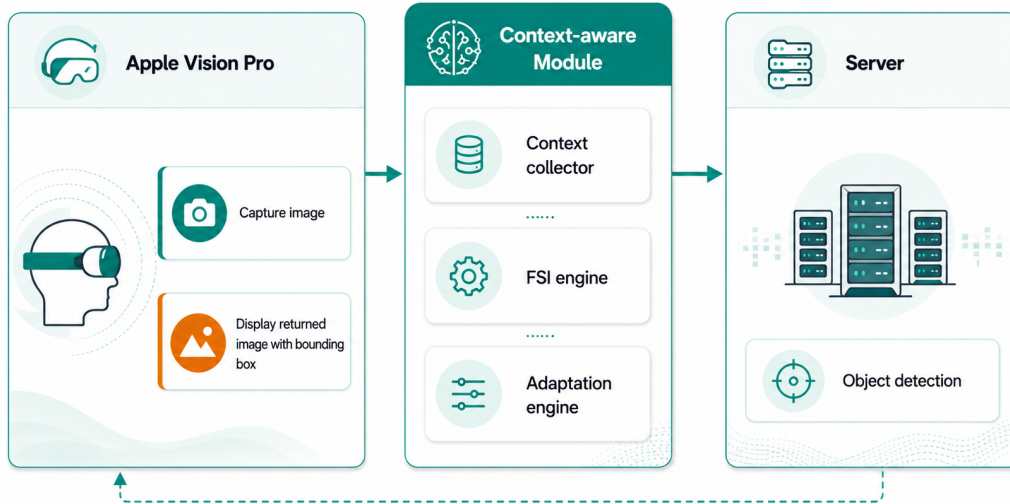 Apple Vision Pro
Capture image
Display returned
image with bounding
box
Context-aware
Module
Context
collector
......
FSI engine
......
Adaptation
engine
Server
Object detection